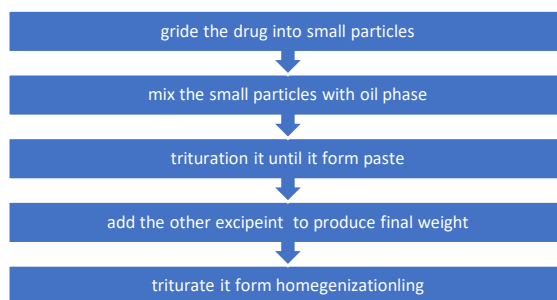 gride the drug into small particles
mix the small particles with oil phase
trituration it until it form paste
add the other excipeint to produce final weight
triturate it form homegenizationling